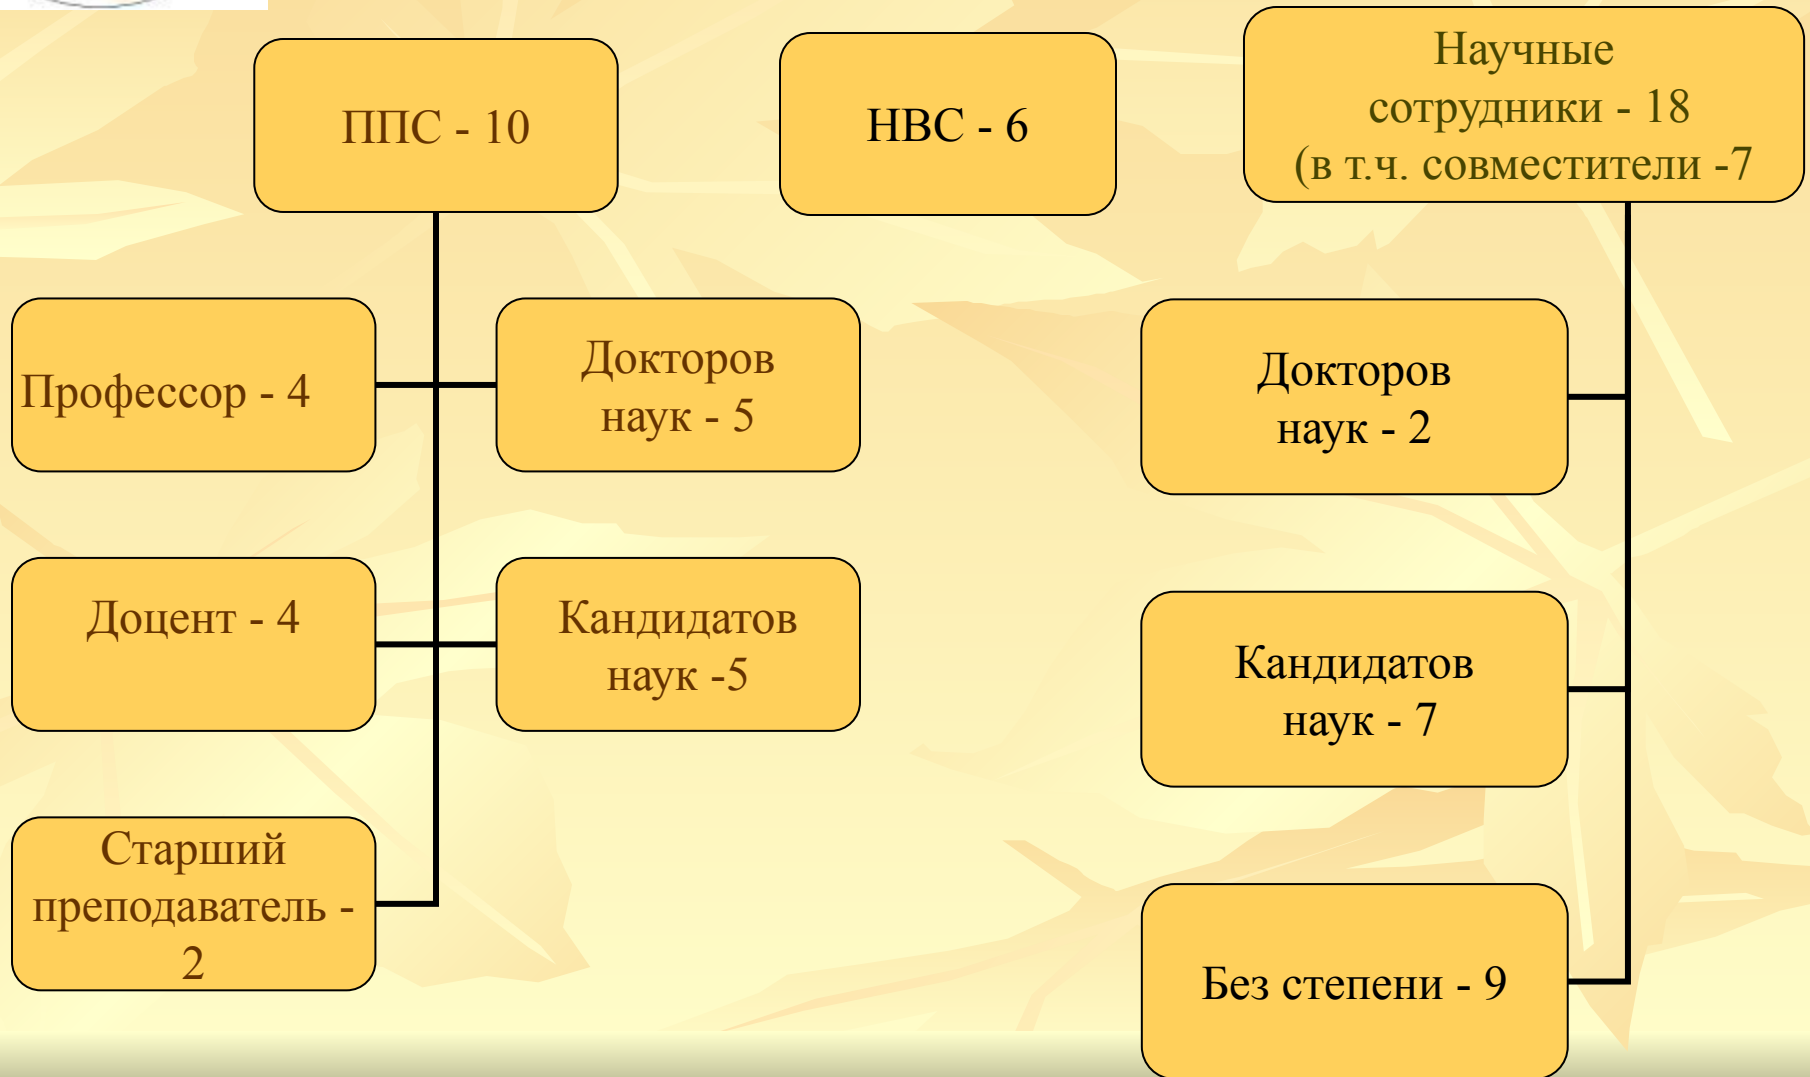 ППС - 10
НВС - 6
Научные
сотрудники - 18
(в т.ч. совместители -7
Профессор - 4
Докторов
наук - 5
Доцент - 4
Кандидатов
наук -5
Старший
преподаватель -
2
Докторов
наук - 2
Кандидатов
наук - 7
Без степени - 9